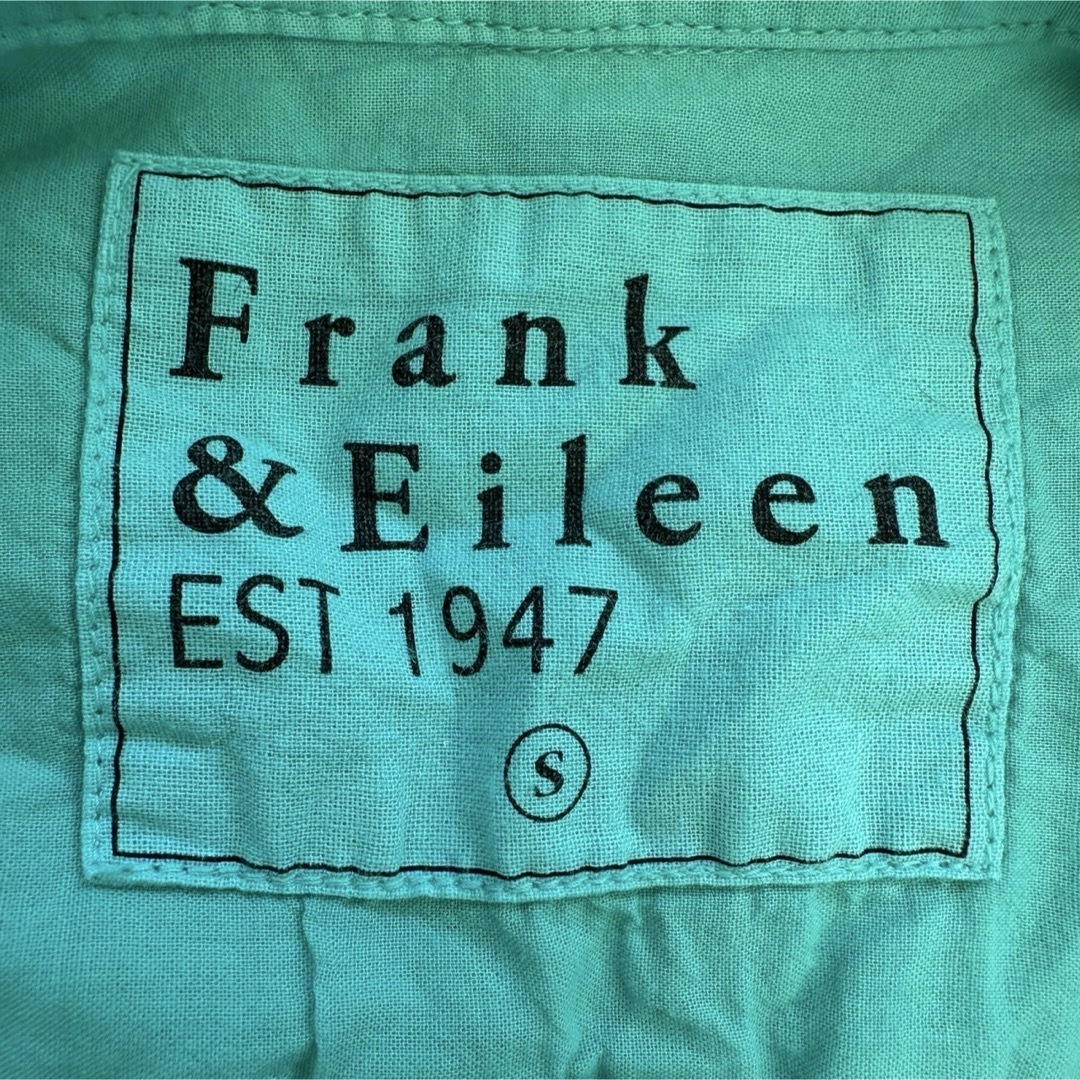 Frank
& Eileen
EST 1947
S